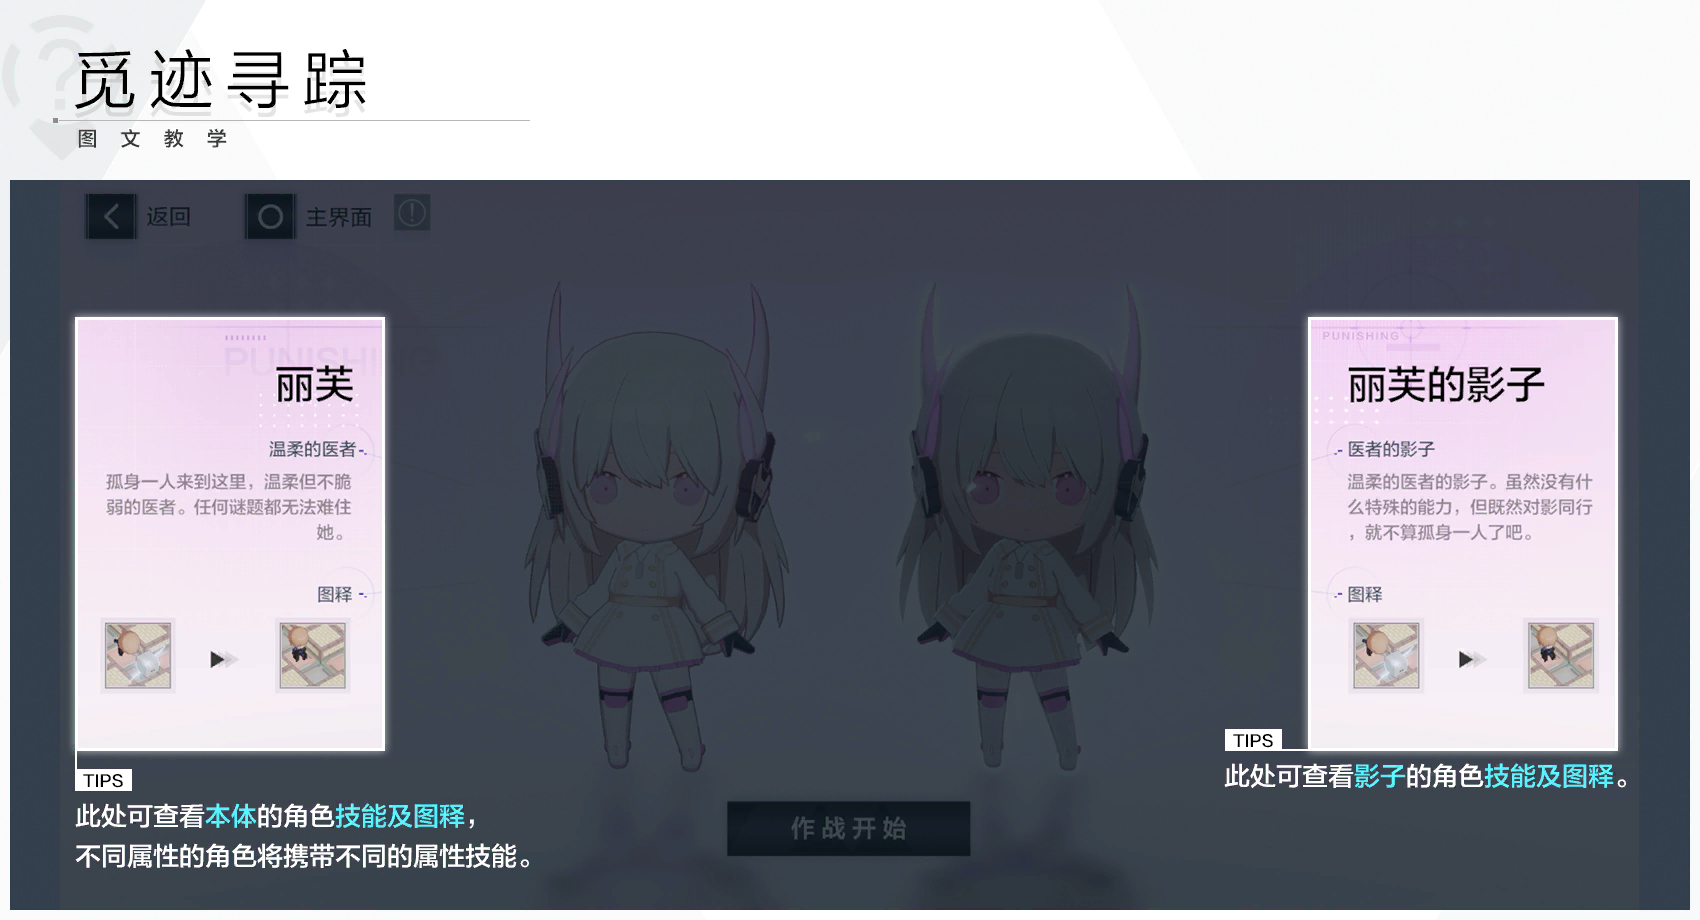 觅迹寻踪
图文教学
返回
主界面
PUNISHING
丽芙
温柔的医者
孤身一人来到这里，温柔但不脆
弱的医者。任何谜题都无法难住
她。
图释
TIPS
此处可查看本体的角色技能及图释，
不同属性的角色将携带不同的属性技能。
作战开始
PUNISHING
丽芙的影子
医者的影子
温柔的医者的影子。虽然没有什
么特殊的能力，但既然对影同行
，就不算孤身一人了吧。
图释
TIPS
此处可查看影子的角色技能及图释。